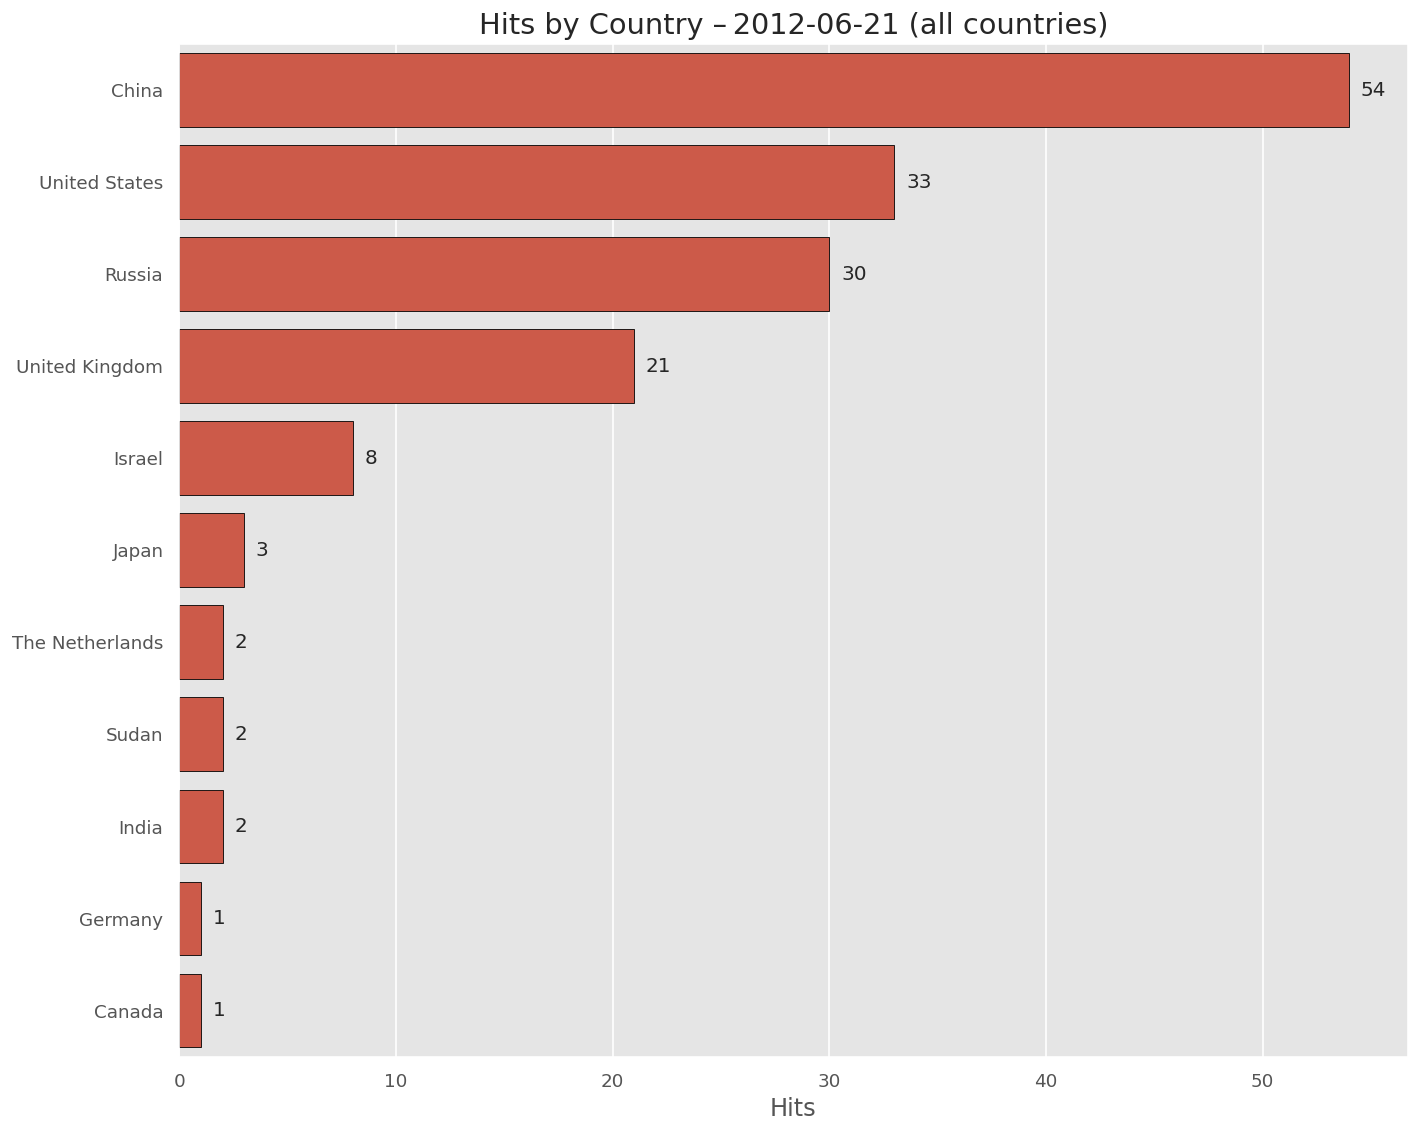 Hits by Country – 2012-06-21 (all countries)
China 54
United States 33
Russia 30
United Kingdom 21
Israel 8
Japan 3
The Netherlands 2
Sudan 2
India 2
Germany 1
Canada 1
0 10 20 30 40 50
Hits